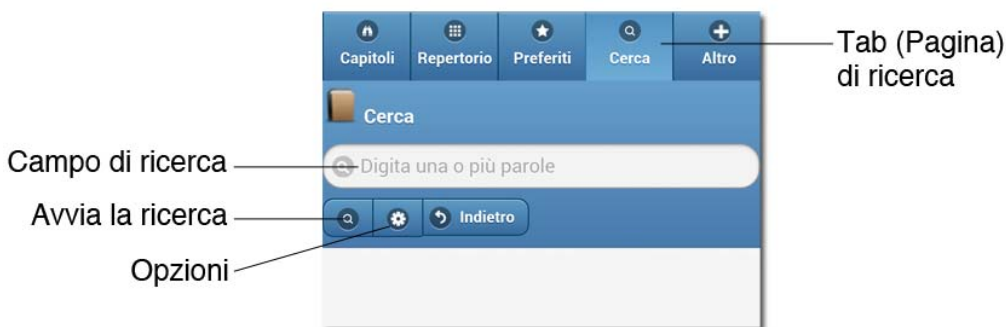 Capitoli Repertorio Preferiti Cerca Altro
Tab (Pagina)
di ricerca
Cerca
Campo di ricerca
Digita una o più parole
Avvia la ricerca
Indietro
Opzioni